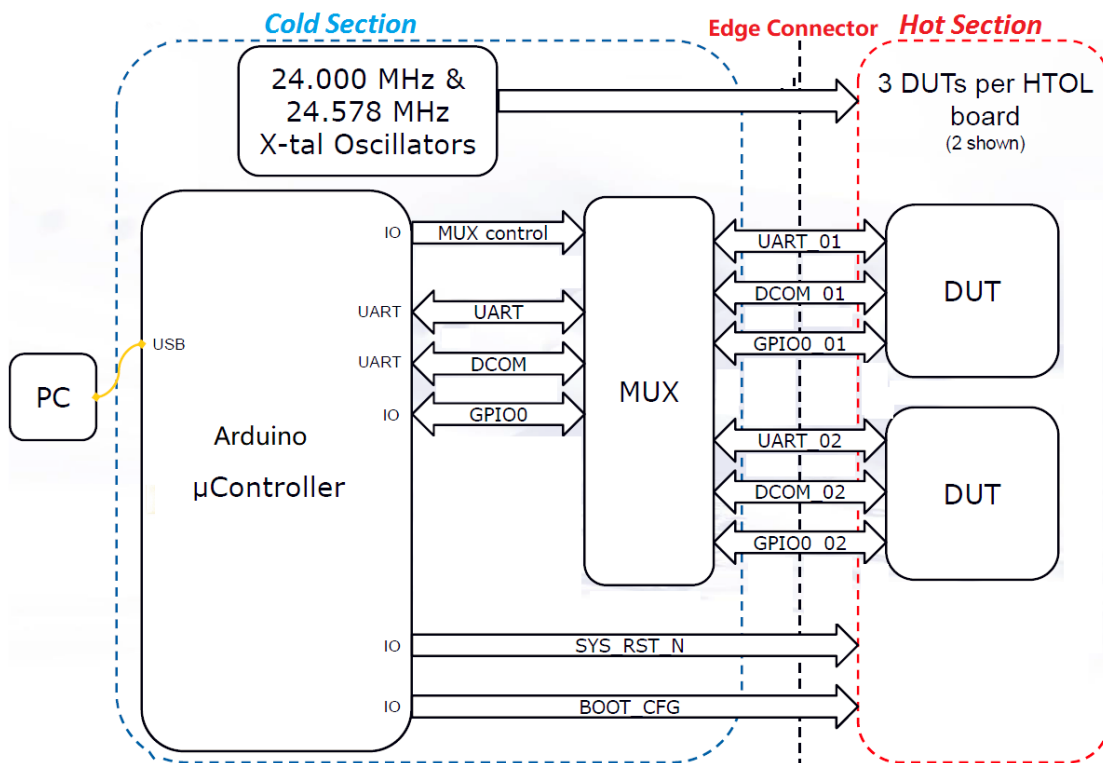 Cold Section
Edge Connector
Hot Section
24.000 MHz &
24.578 MHz
X-tal Oscillators
3 DUTs per HTOL
board
(2 shown)
IO
MUX control
UART
UART
UART
DCOM
IO
GPIO0
USB
PC
Arduino
µController
MUX
UART_01
DCOM_01
GPIO0_01
DUT
UART_02
DCOM_02
GPIO0_02
DUT
IO
SYS_RST_N
IO
BOOT_CFG